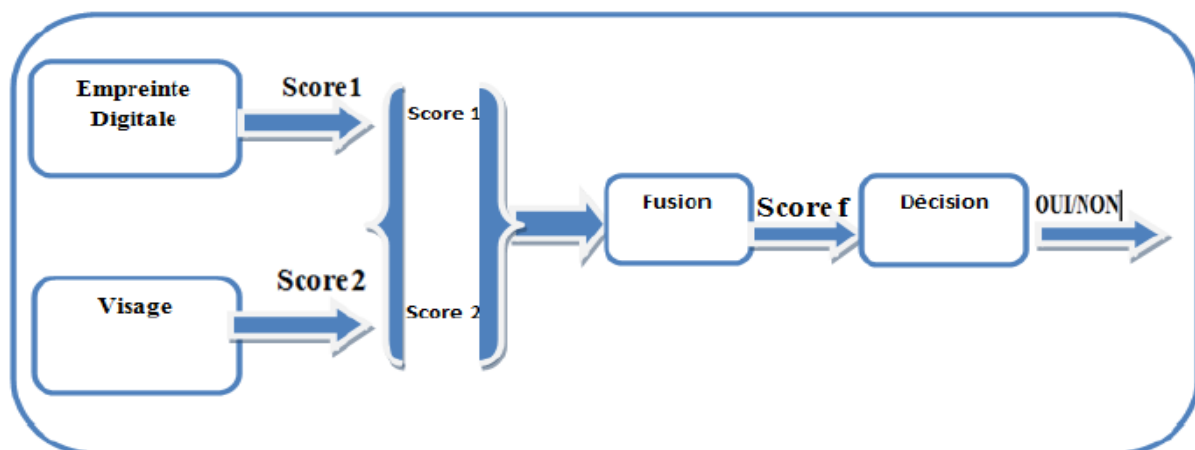 Empreinte
Digitale
Score1
Score 1
Fusion
Score f
Décision
OUI/NON
Visage
Score2
Score 2